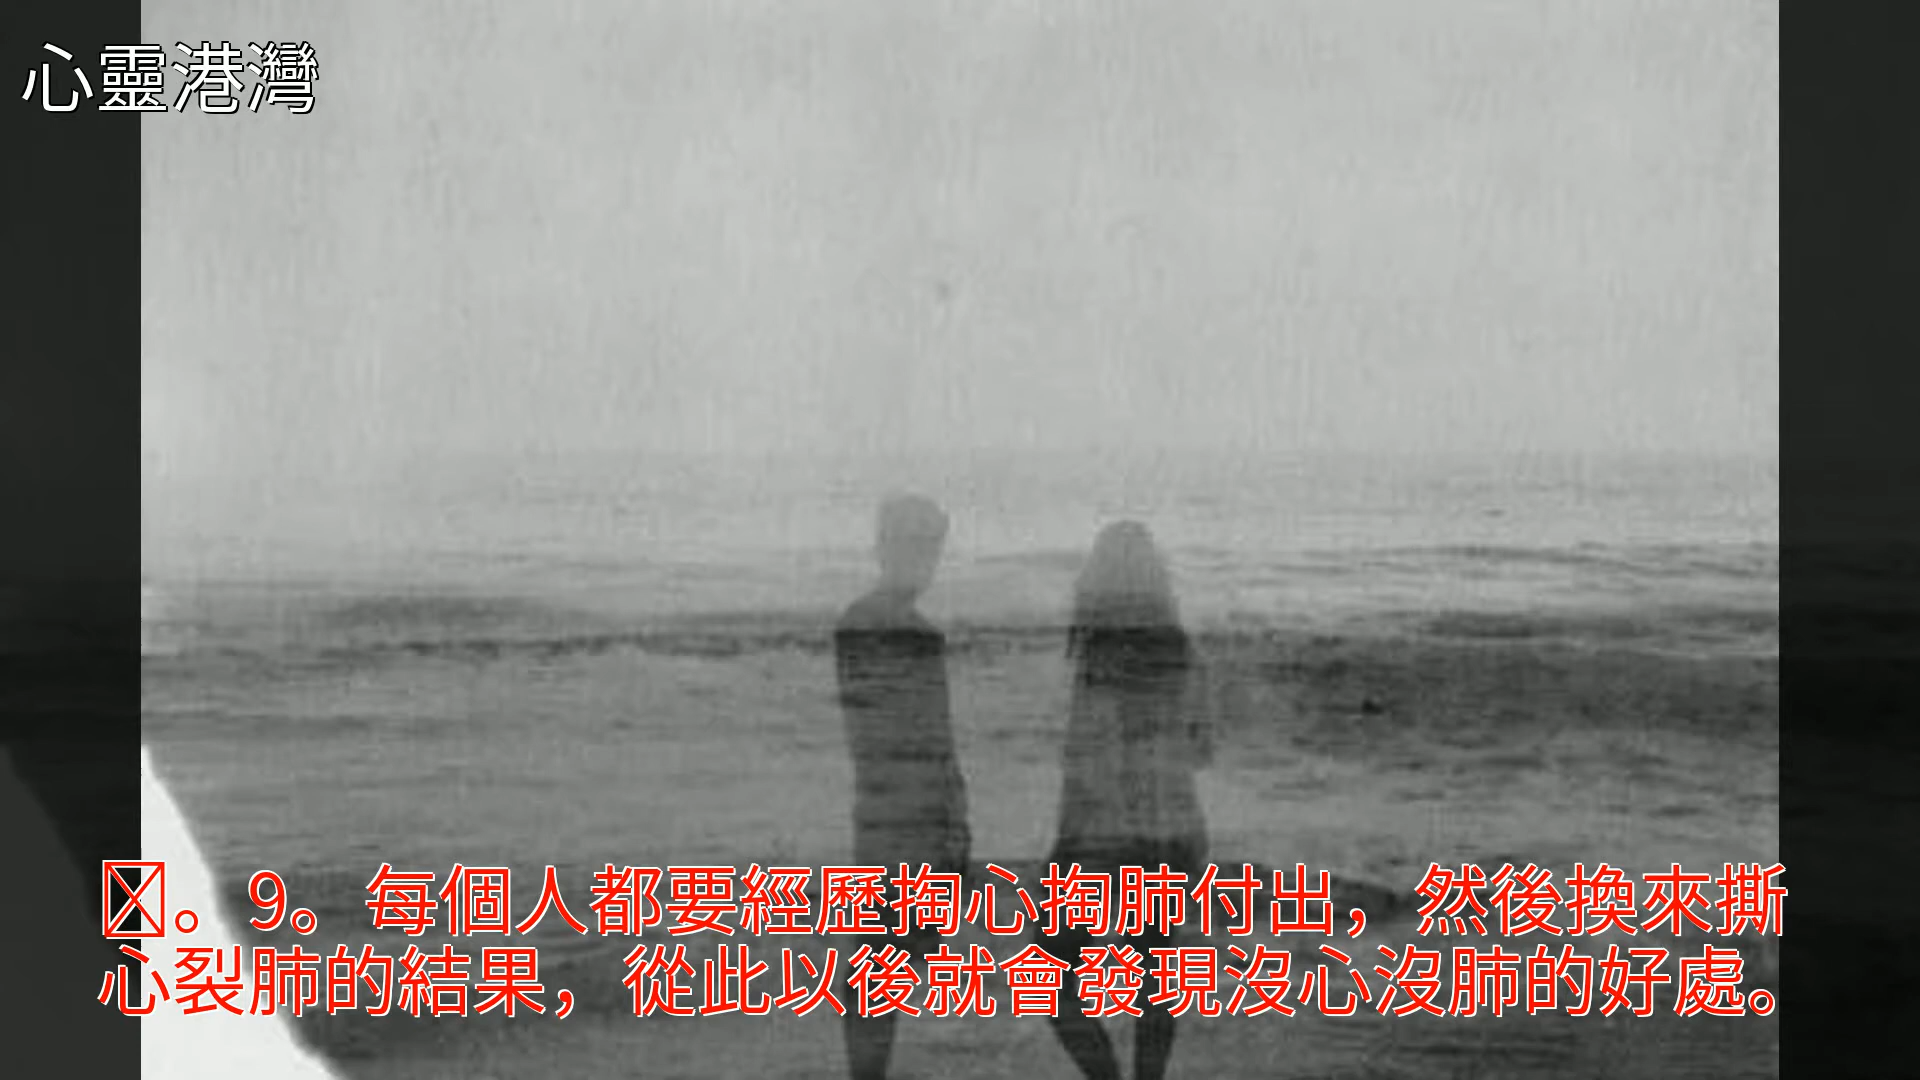 心靈港灣
。9。每個人都要經歷掏心掏肺付出，然後換來撕
心裂肺的結果，從此以後就會發現沒心沒肺的好處。